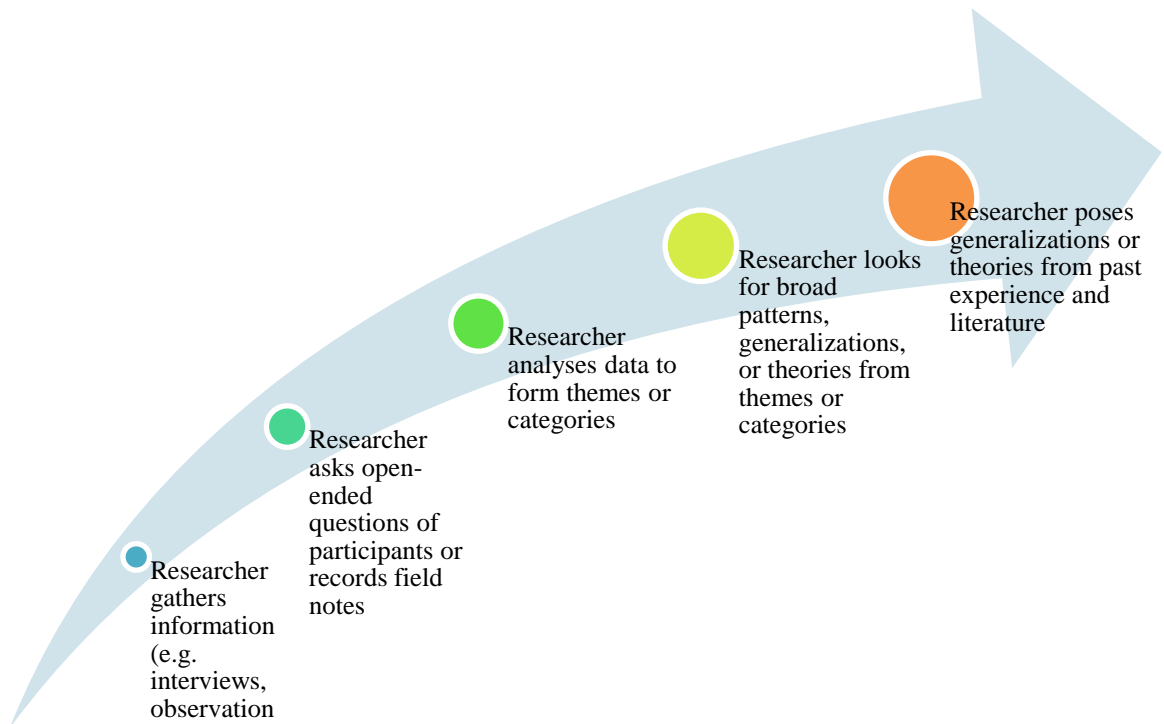 Researcher
gathers
information
(e.g.
interviews,
observation
Researcher
asks open-
ended
questions of
participants or
records field
notes
Researcher
analyses data to
form themes or
categories
Researcher looks
for broad
patterns,
generalizations,
or theories from
themes or
categories
Researcher poses
generalizations or
theories from past
experience and
literature